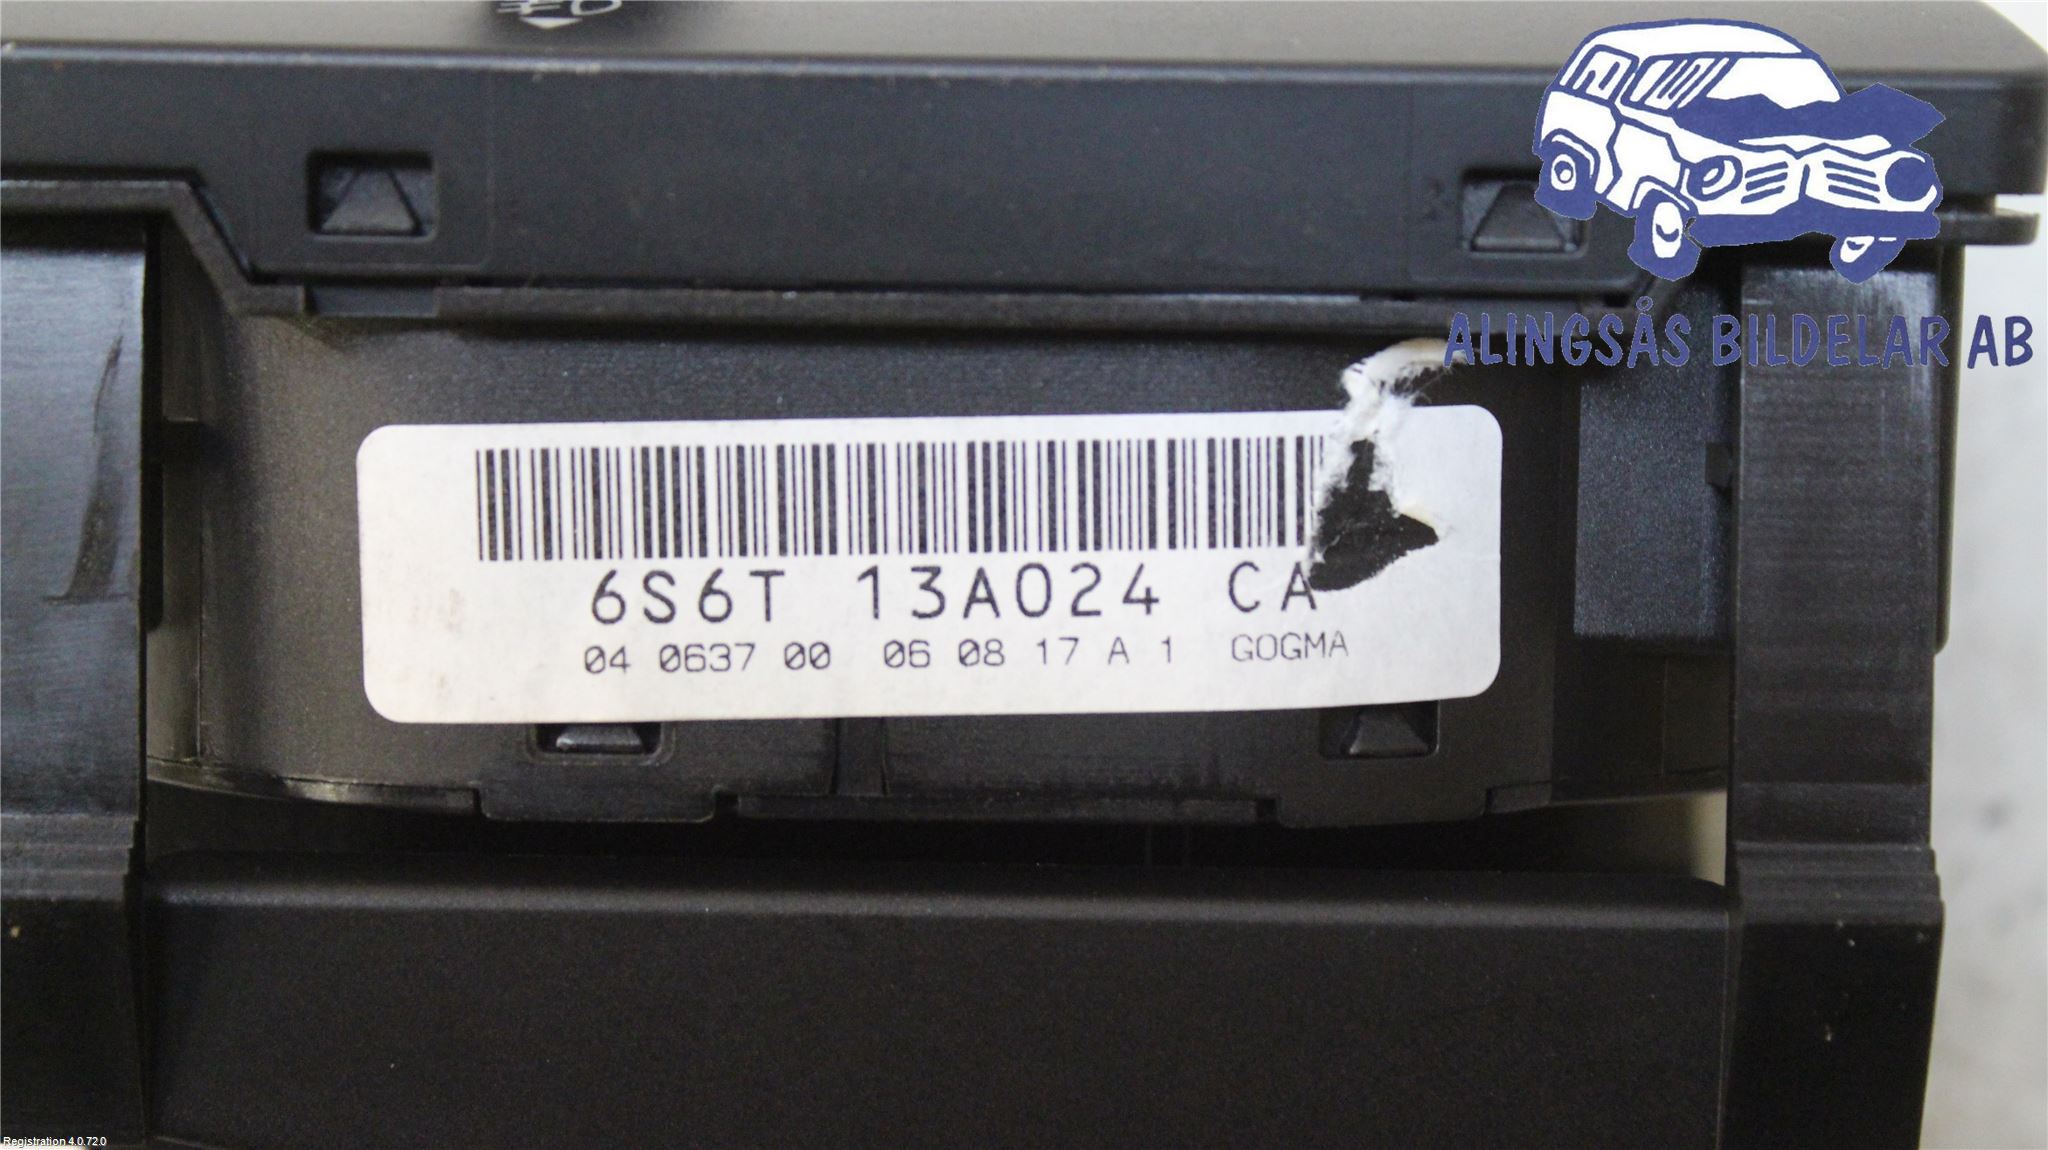 ALINGSÅS BILDELAR AB
6S6T 13A024 CA
04 0637 00 06 08 17 A 1 GOGMA
Registration 4.0.72.0